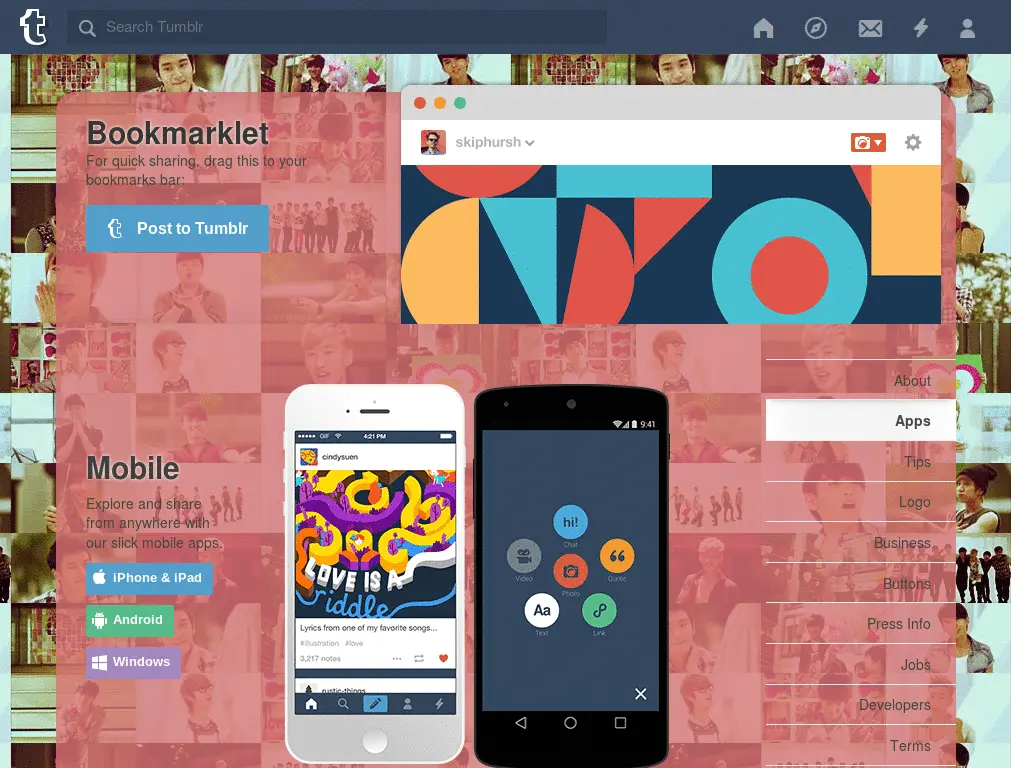 Search Tumblr
Bookmarklet
For quick sharing, drag this to your
bookmarks bar:
Post to Tumblr
skiphursh
About
Apps
Tips
Logo
Business
Buttons
Press Info
Jobs
Developers
Terms
Mobile
Explore and share
from anywhere with
our slick mobile apps.
iPhone & iPad
Android
Windows
GIF
4:21 PM
cindysuen
LOVE IS A
riddle
Lyrics from one of my favorite songs...
#illustration #love
3,217 notes
rustic-things
9:41
hi!
Chat
Video
Quote
Photo
Aa
Text
Link